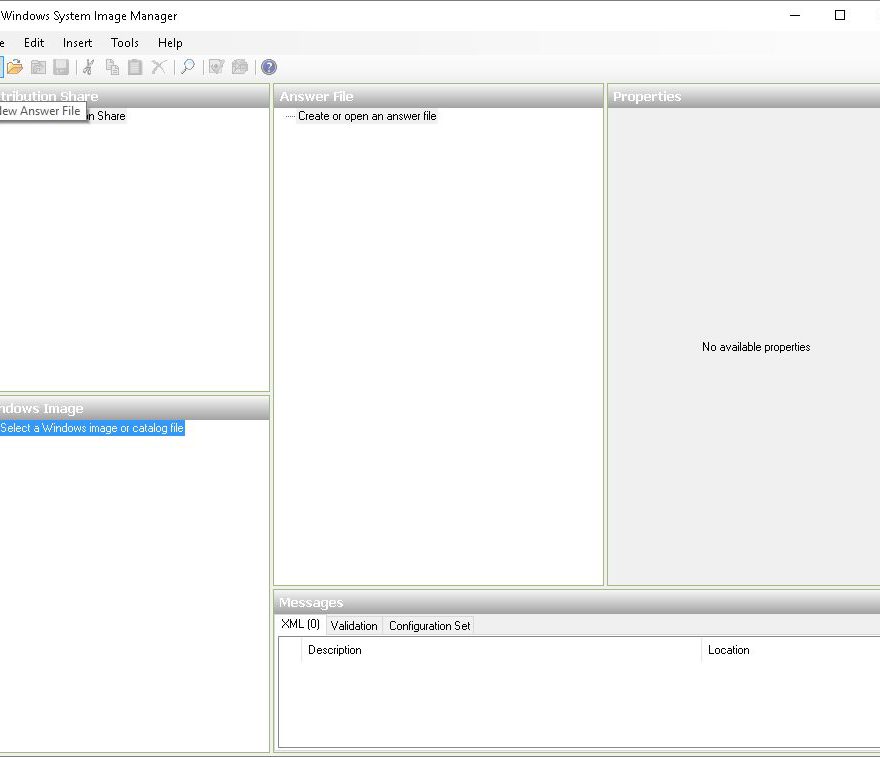 Windows System Image Manager
e Edit Insert Tools Help
tribution Share
ew Answer File
n Share
Answer File
Create or open an answer file
Properties
No available properties
ndows Image
Select a Windows image or catalog file
Messages
XML (0) Validation Configuration Set
Description Location